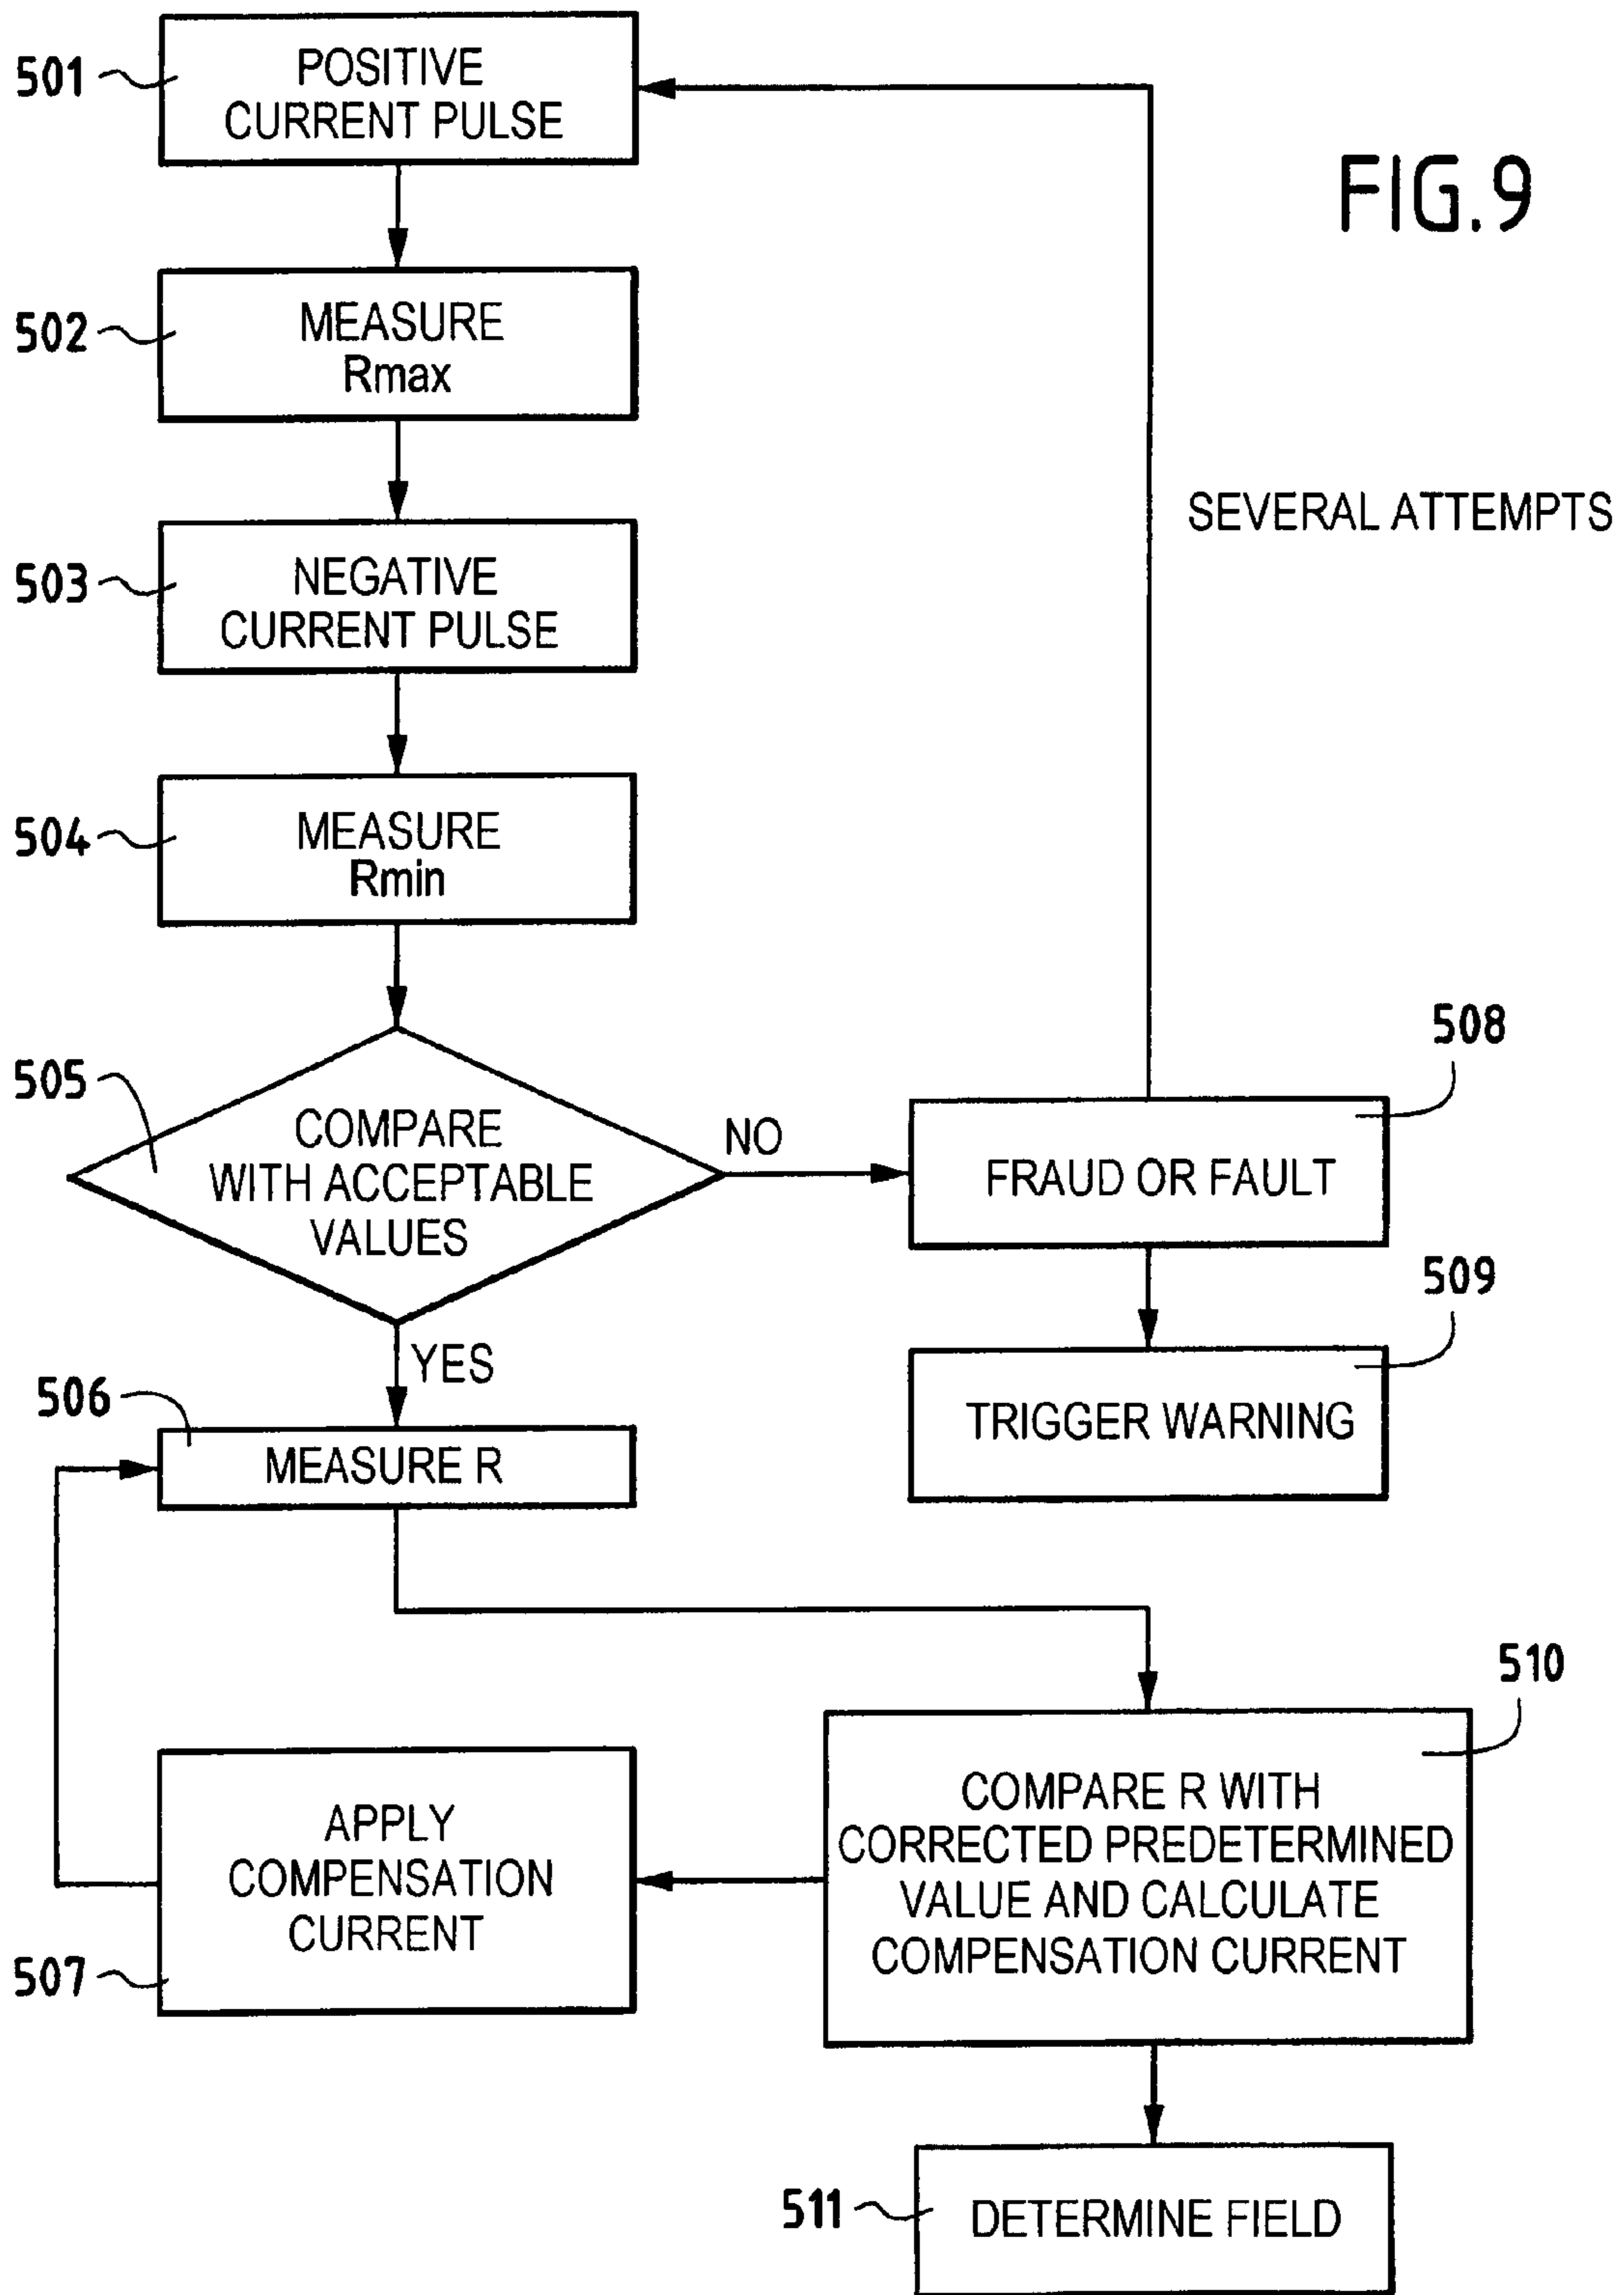 501
POSITIVE
CURRENT PULSE
FIG.9
502
MEASURE
Rmax
SEVERAL ATTEMPTS
503
NEGATIVE
CURRENT PULSE
504
MEASURE
Rmin
505
COMPARE
WITH ACCEPTABLE
VALUES
NO
508
FRAUD OR FAULT
509
TRIGGER WARNING
YES
506
MEASURE R
510
COMPARE R WITH
CORRECTED PREDETERMINED
VALUE AND CALCULATE
COMPENSATION CURRENT
APPLY
COMPENSATION
CURRENT
507
511
DETERMINE FIELD